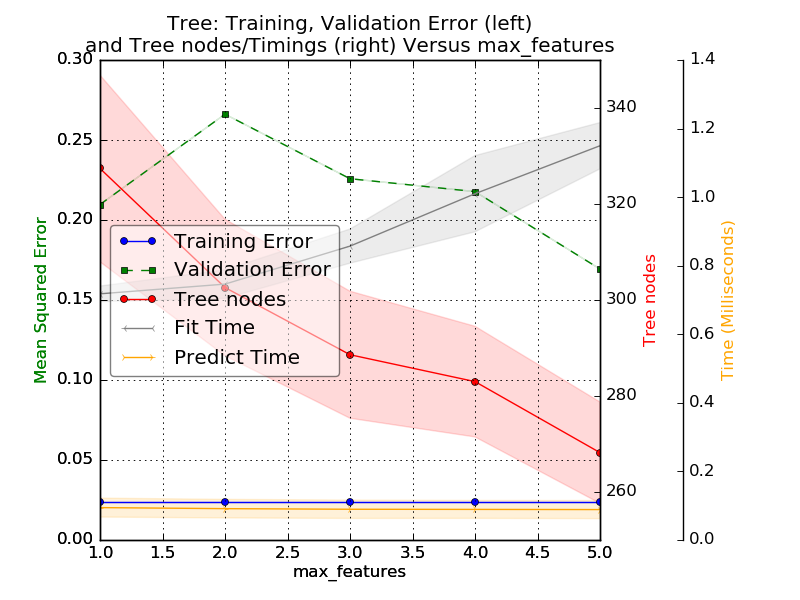 Tree: Training, Validation Error (left)
and Tree nodes/Timings (right) Versus max_features
0.30
0.25
0.20
0.15
0.10
0.05
0.00
Mean Squared Error
Training Error
Validation Error
Tree nodes
Fit Time
Predict Time
1.0 1.5 2.0 2.5 3.0 3.5 4.0 4.5 5.0
max_features
340
320
300
280
260
Tree nodes
1.4
1.2
1.0
0.8
0.6
0.4
0.2
0.0
Time (Milliseconds)